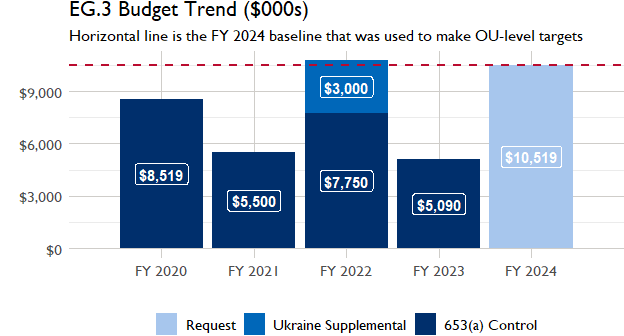 EG.3 Budget Trend ($000s)
Horizontal line is the FY 2024 baseline that was used to make OU-level targets
$9,000
$6,000
$3,000
$0
$8,519
$5,500
$3,000
$7,750
$5,090
$10,519
FY 2020 FY 2021 FY 2022 FY 2023 FY 2024
Request Ukraine Supplemental 653(a) Control